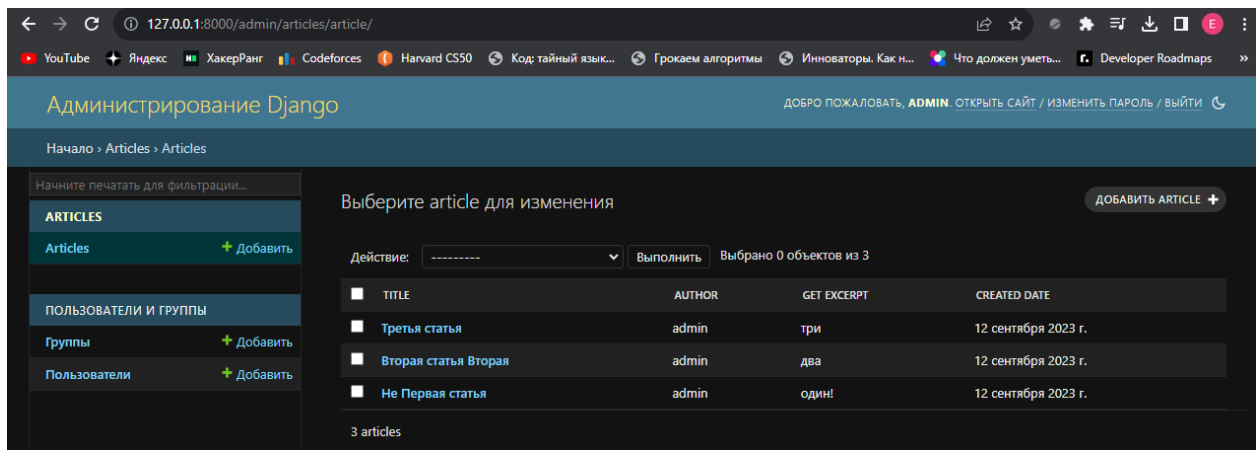 127.0.0.1:8000/admin/articles/article/
E
YouTube Яндекс ХакерРанг Codeforces Harvard CS50 Код: тайный язык... Грокаем алгоритмы Инноваторы. Как н... Что должен уметь... Developer Roadmaps »
Администрирование Django
ДОБРО ПОЖАЛОВАТЬ, ADMIN. ОТКРЫТЬ САЙТ / ИЗМЕНИТЬ ПАРОЛЬ / ВЫЙТИ
Начало › Articles › Articles
Начните печатать для фильтрации...
ARTICLES
Articles + Добавить
ПОЛЬЗОВАТЕЛИ И ГРУППЫ
Группы + Добавить
Пользователи + Добавить
Выберите article для изменения
ДОБАВИТЬ ARTICLE +
Действие: --------- Выполнить Выбрано 0 объектов из 3
TITLE AUTHOR GET EXCERPT CREATED DATE
Третья статья admin три 12 сентября 2023 г.
Вторая статья Вторая admin два 12 сентября 2023 г.
Не Первая статья admin один! 12 сентября 2023 г.
3 articles